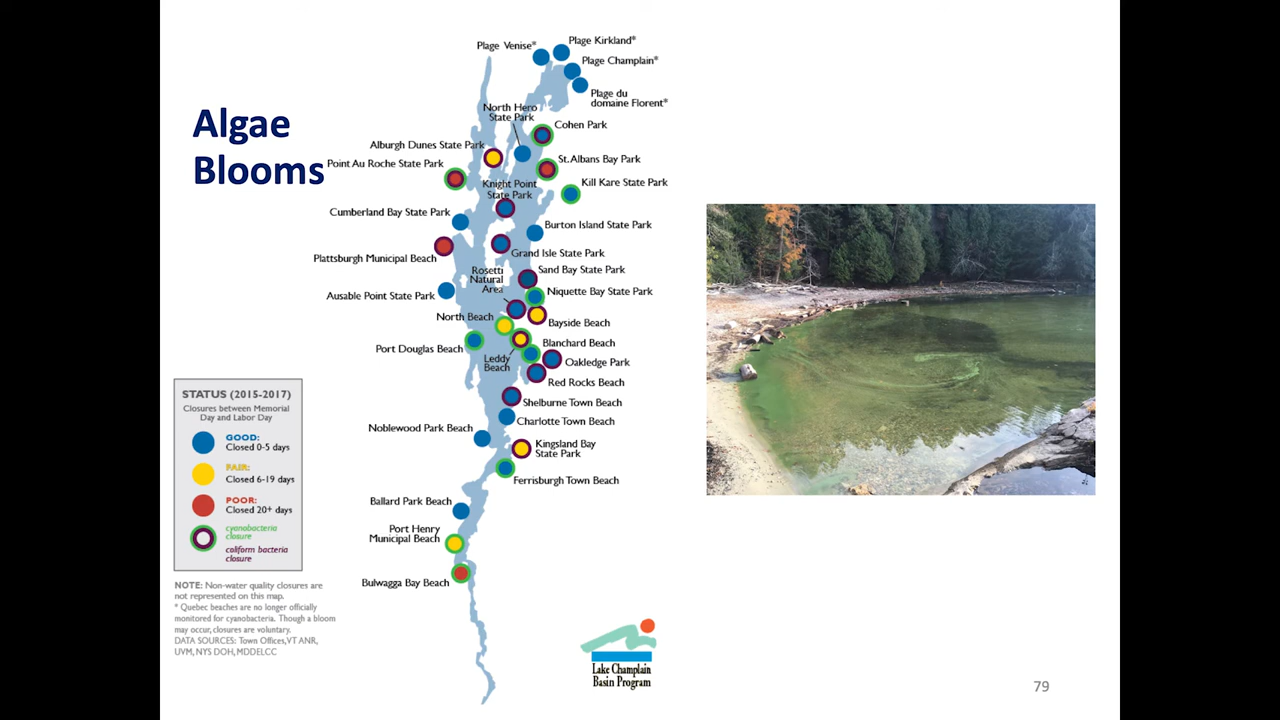 Algae
Blooms
Plage Venise*
Plage Kirkland*
Plage Champlain*
Plage du
domaine Florent*
North Hero
State Park
Cohen Park
Alburgh Dunes State Park
Point Au Roche State Park
St. Albans Bay Park
Kill Kare State Park
Knight Point
State Park
Cumberland Bay State Park
Burton Island State Park
Plattsburgh Municipal Beach
Grand Isle State Park
Rosetti
Natural
Area
Sand Bay State Park
Niquette Bay State Park
Ausable Point State Park
North Beach
Bayside Beach
Port Douglas Beach
Leddy
Beach
Blanchard Beach
Oakledge Park
Red Rocks Beach
Shelburne Town Beach
Charlotte Town Beach
Noblewood Park Beach
Kingsland Bay
State Park
Ferrisburgh Town Beach
Ballard Park Beach
Port Henry
Municipal Beach
Bulwagga Bay Beach
STATUS (2015-2017)
Closures between Memorial
Day and Labor Day
GOOD:
Closed 0-5 days
FAIR:
Closed 6-19 days
POOR:
Closed 20+ days
cyanobacteria
closure
coliform bacteria
closure
NOTE: Non-water quality closures are
not represented on this map.
* Quebec beaches are no longer officially
monitored for cyanobacteria. Though a bloom
may occur, closures are voluntary.
DATA SOURCES: Town Offices, VT ANR,
UVM, NYS DOH, MDDELCC
Lake Champlain
Basin Program
79